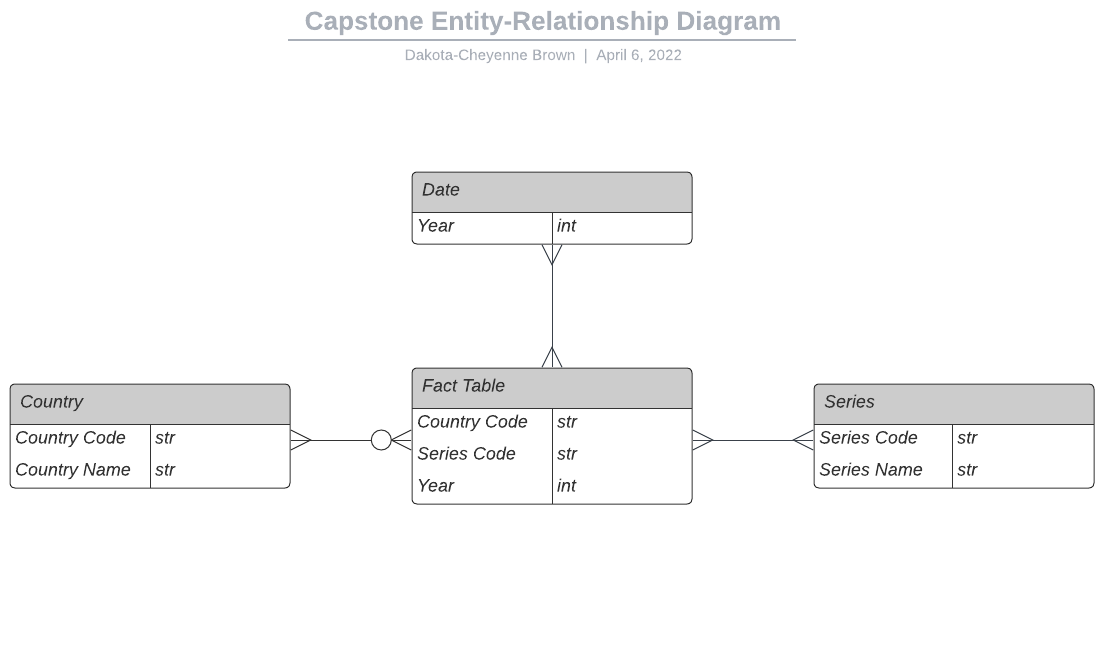 Capstone Entity-Relationship Diagram
Dakota-Cheyenne Brown | April 6, 2022
Date
Year int
Country
Country Code str
Country Name str
Fact Table
Country Code str
Series Code str
Year int
Series
Series Code str
Series Name str